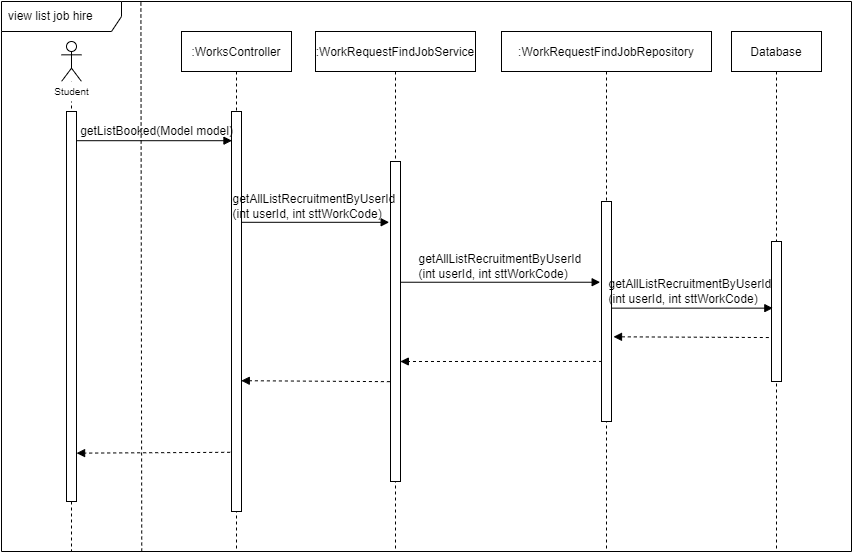 view list job hire
:WorksController
:WorkRequestFindJobService
:WorkRequestFindJobRepository
Database
Student
getListBooked(Model model)
getAllListRecruitmentByUserId
(int userId, int sttWorkCode)
getAllListRecruitmentByUserId
(int userId, int sttWorkCode)
getAllListRecruitmentByUserId
(int userId, int sttWorkCode)